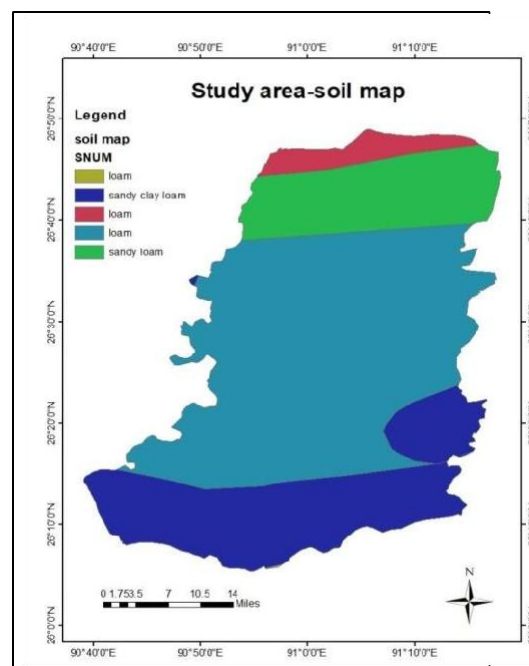 90°40'0"E 90°50'0"E 91°0'0"E 91°10'0"E
Study area-soil map
Legend
soil map
SNUM
loam
sandy clay loam
loam
loam
sandy loam
26°50'0"N
26°40'0"N
26°30'0"N
26°20'0"N
26°10'0"N
26°0'0"N
N
0 1.75 3.5 7 10.5 14
Miles
90°40'0"E 90°50'0"E 91°0'0"E 91°10'0"E